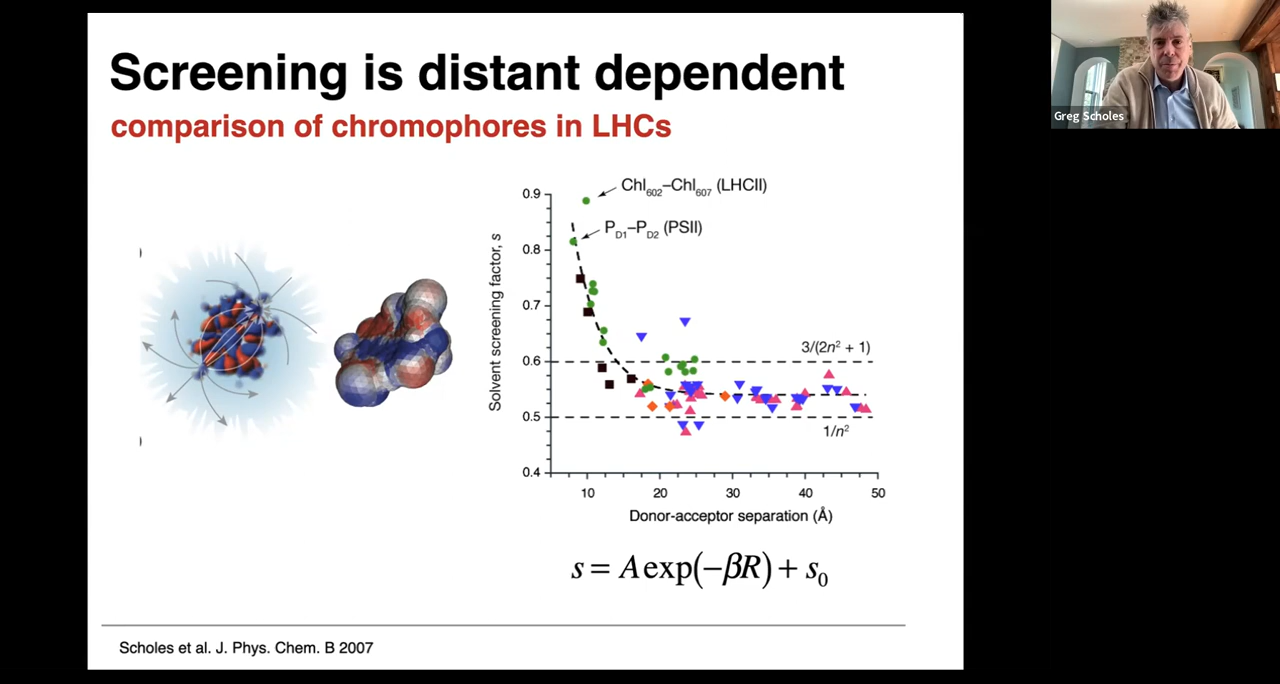 Screening is distant dependent
comparison of chromophores in LHCs
Greg Scholes
Chl602–Chl607 (LHCII)
PD1–PD2 (PSII)
Solvent screening factor, s
0.9
0.8
0.7
0.6
0.5
0.4
3/(2n² + 1)
1/n²
10 20 30 40 50
Donor-acceptor separation (Å)
s = A exp(−βR) + s₀
Scholes et al. J. Phys. Chem. B 2007